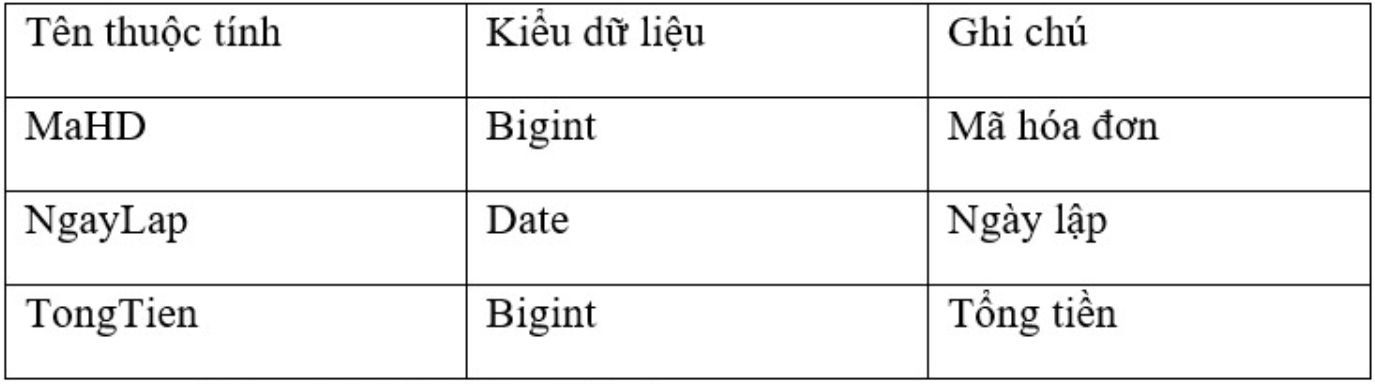 Tên thuộc tính Kiểu dữ liệu Ghi chú
MaHD Bigint Mã hóa đơn
NgayLap Date Ngày lập
TongTien Bigint Tổng tiền